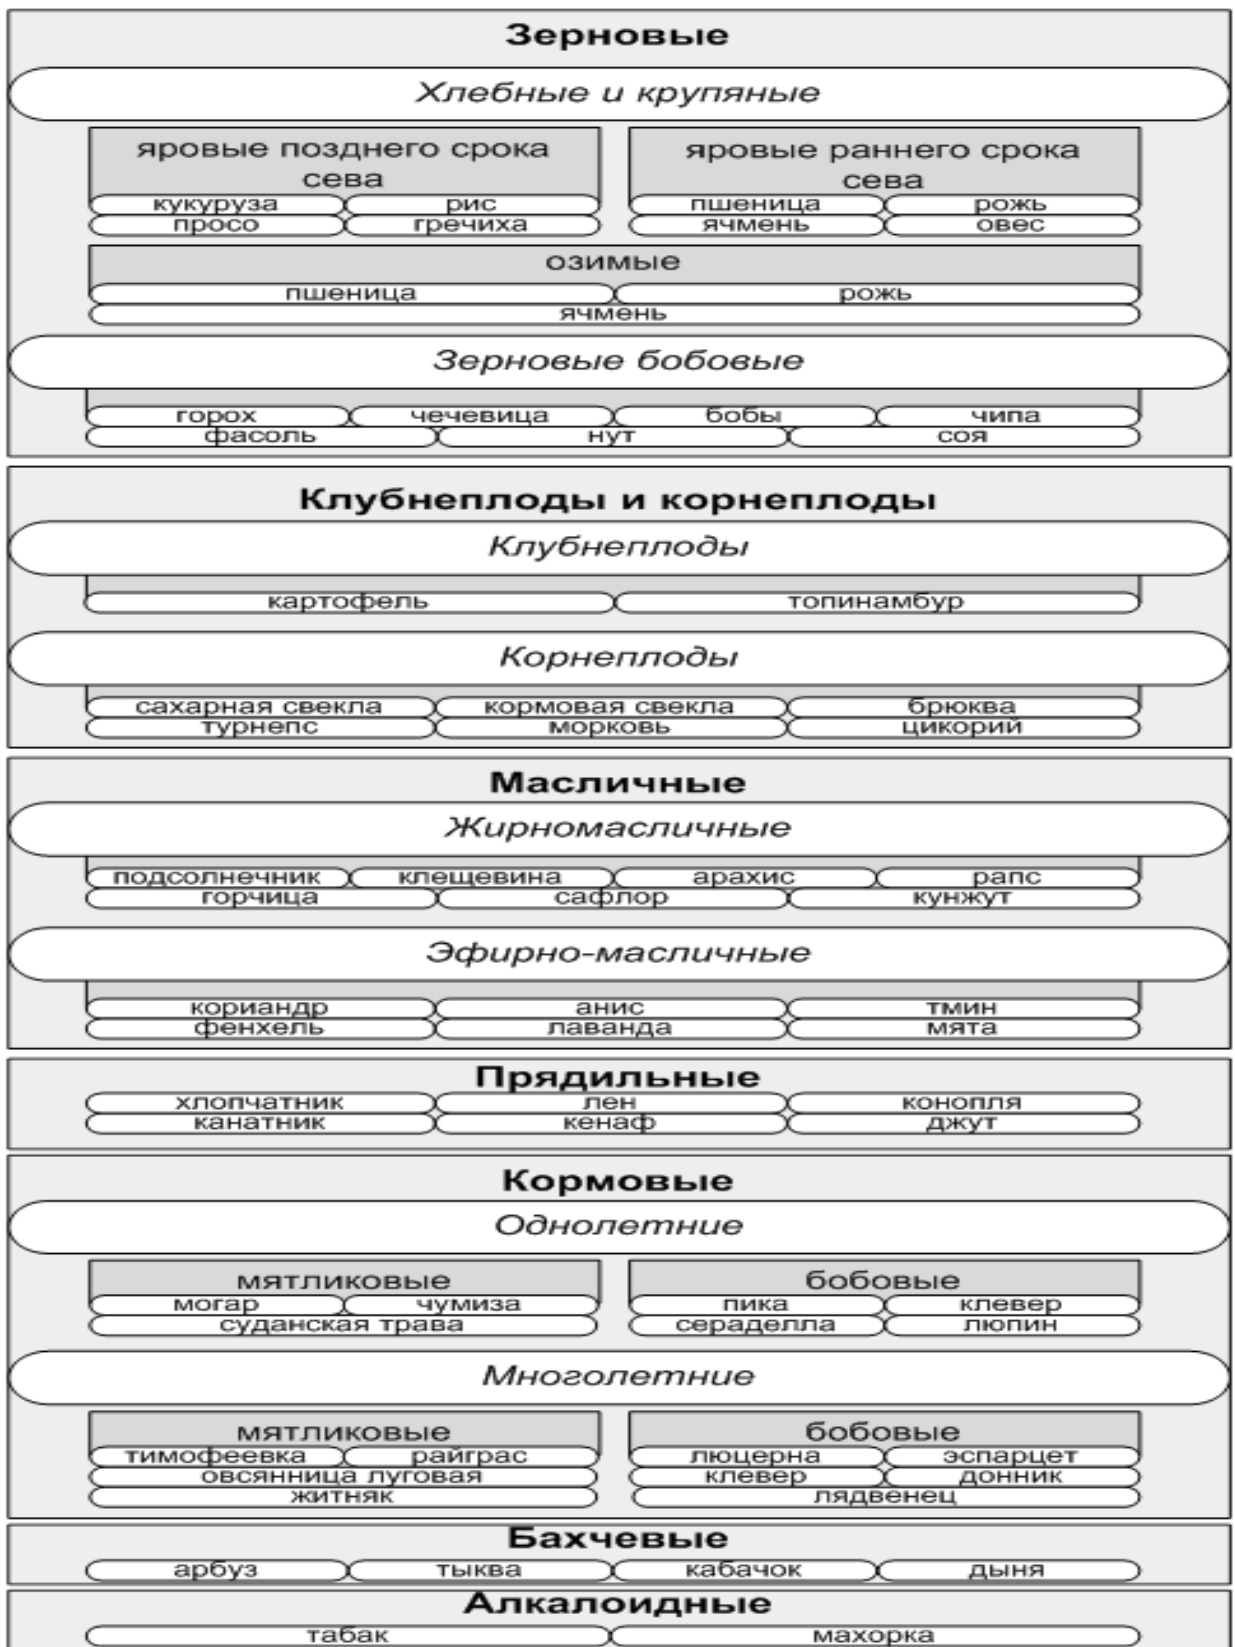 Зерновые
Хлебные и крупяные
яровые позднего срока сева
кукуруза рис
просо гречиха
яровые раннего срока сева
пшеница рожь
ячмень овес
озимые
пшеница рожь
ячмень
Зерновые бобовые
горох чечевица бобы чипа
фасоль нут соя
Клубнеплоды и корнеплоды
Клубнеплоды
картофель топинамбур
Корнеплоды
сахарная свекла кормовая свекла брюква
турнепс морковь цикорий
Масличные
Жирномасличные
подсолнечник клещевина арахис рапс
горчица сафлор кунжут
Эфирно-масличные
кориандр анис тмин
фенхель лаванда мята
Прядильные
хлопчатник лен конопля
канатник кенаф джут
Кормовые
Однолетние
мятликовые
могар чумиза
суданская трава
бобовые
пика клевер
сераделла люпин
Многолетние
мятликовые
тимофеевка райграс
овсянница луговая
житняк
бобовые
люцерна эспарцет
клевер донник
лядвенец
Бахчевые
арбуз тыква кабачок дыня
Алкалоидные
табак махорка